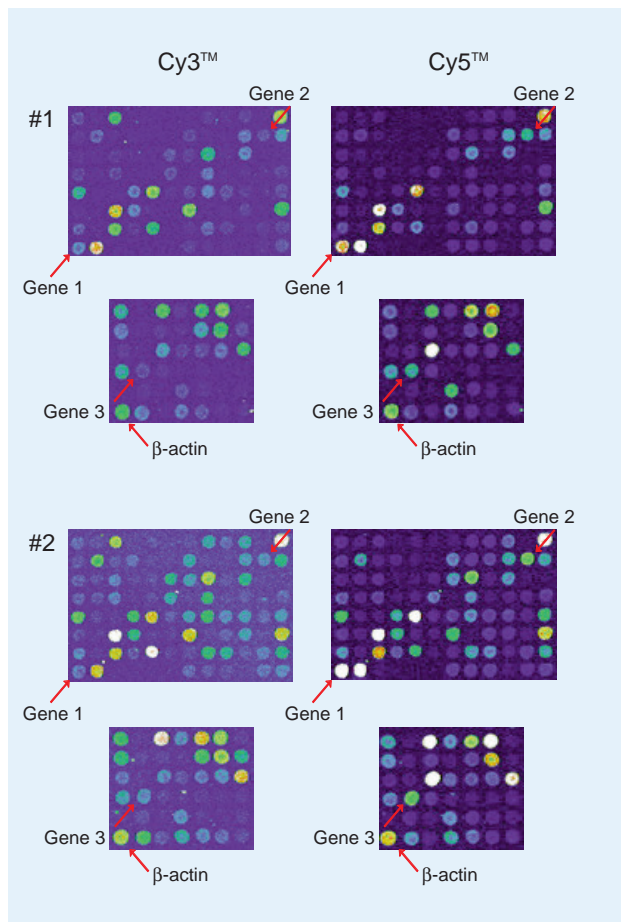 Cy3™ Cy5™
Gene 2 Gene 2
#1
Gene 1 Gene 1
Gene 3 Gene 3
β-actin β-actin
Gene 2 Gene 2
#2
Gene 1 Gene 1
Gene 3 Gene 3
β-actin β-actin